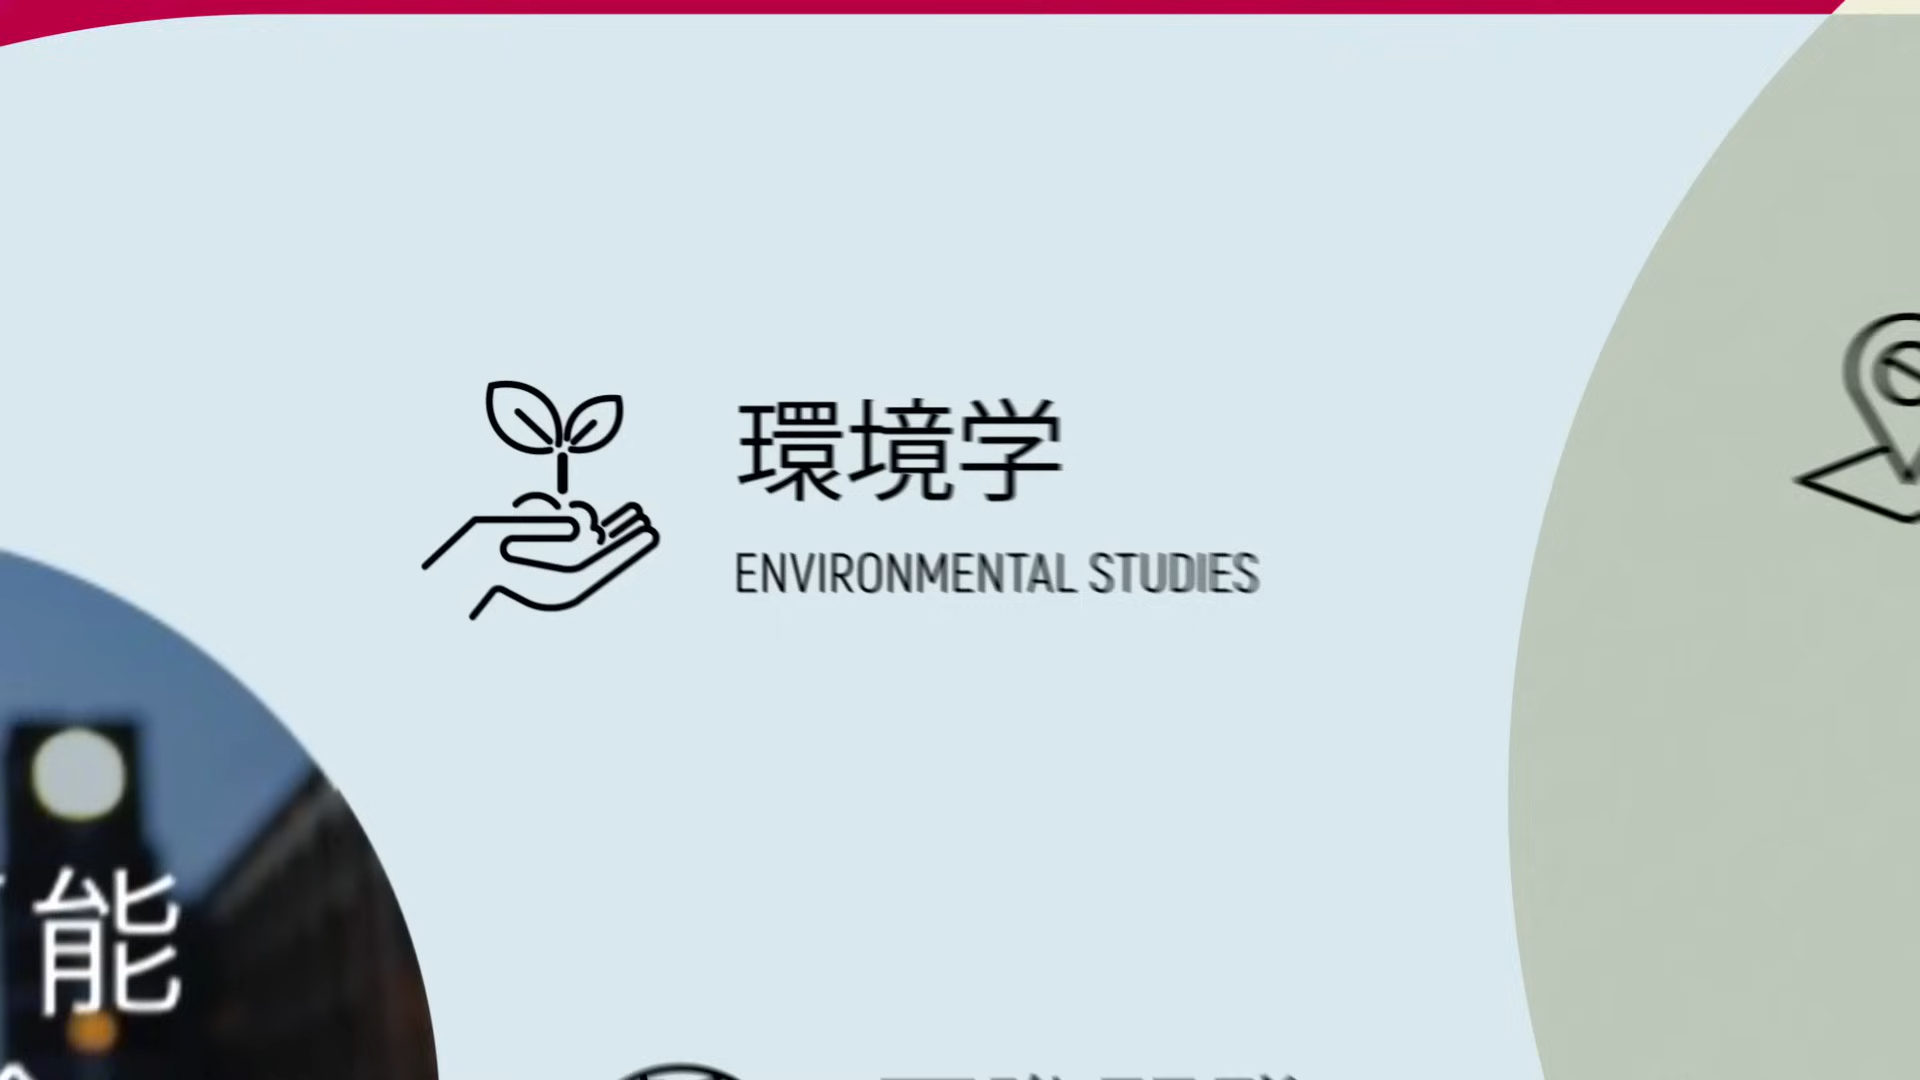 環境学
ENVIRONMENTAL STUDIES
能